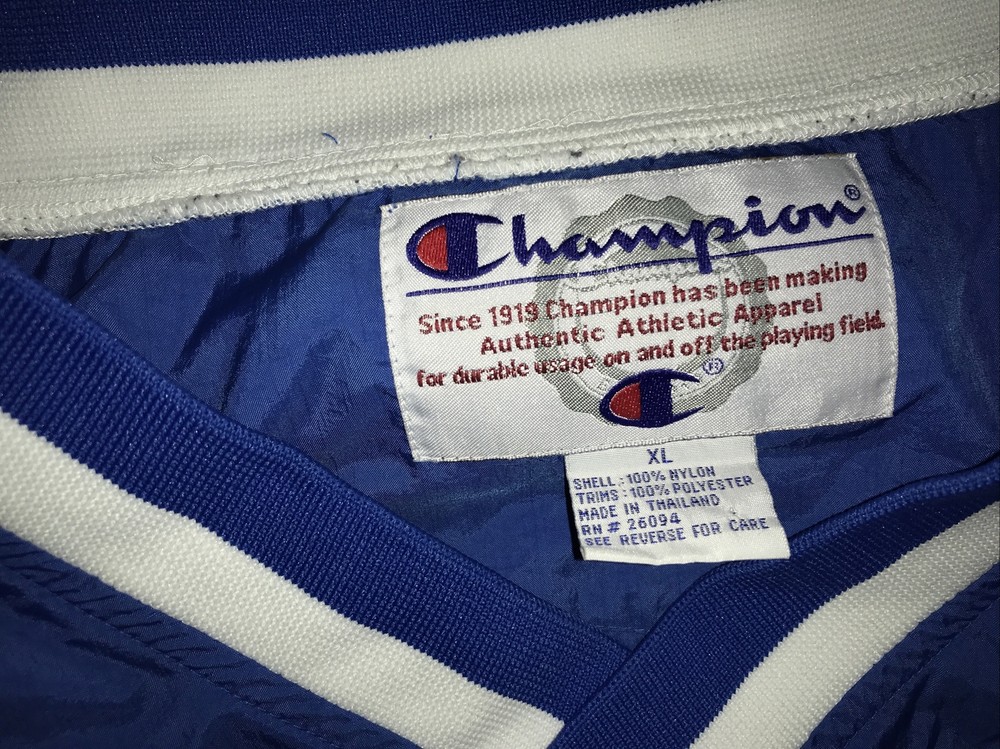 Champion®
Since 1919 Champion has been making
Authentic Athletic Apparel
for durable usage on and off the playing field.
®
XL
SHELL:100% NYLON
TRIMS:100% POLYESTER
MADE IN THAILAND
RN # 26094
SEE REVERSE FOR CARE